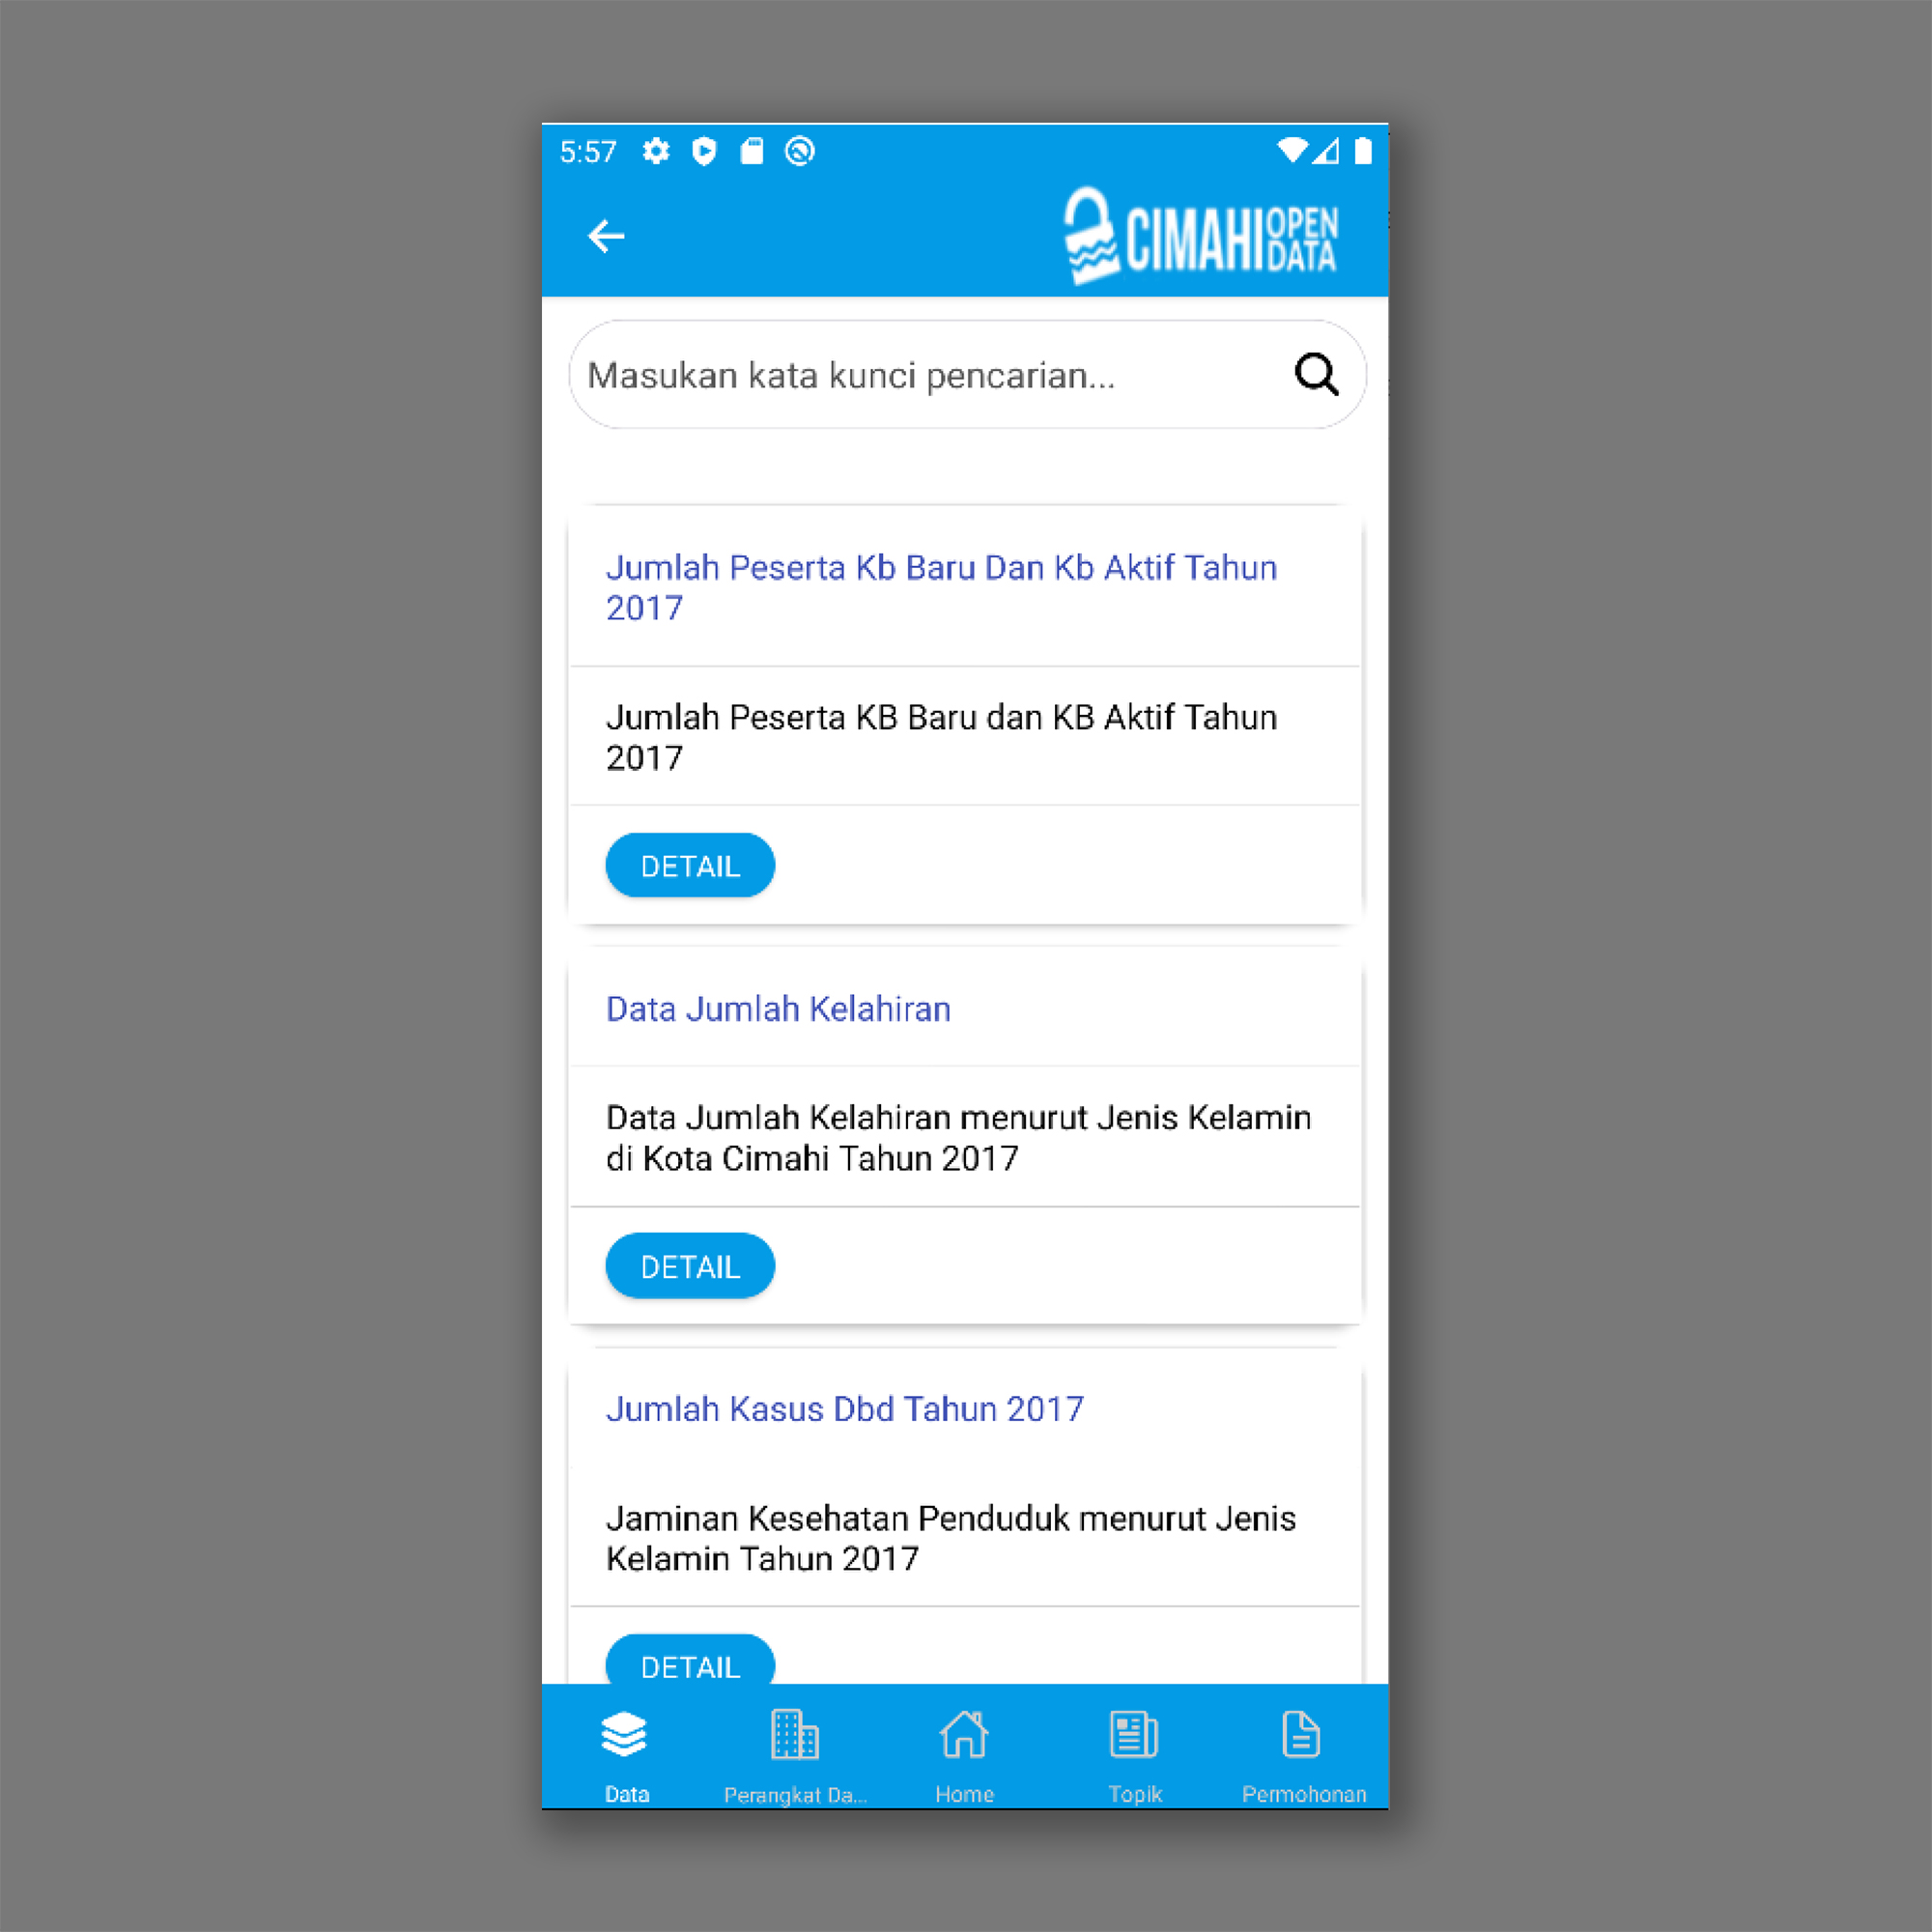 5:57
CIMAHI OPEN DATA
Masukan kata kunci pencarian...
Jumlah Peserta Kb Baru Dan Kb Aktif Tahun
2017
Jumlah Peserta KB Baru dan KB Aktif Tahun
2017
DETAIL
Data Jumlah Kelahiran
Data Jumlah Kelahiran menurut Jenis Kelamin
di Kota Cimahi Tahun 2017
DETAIL
Jumlah Kasus Dbd Tahun 2017
Jaminan Kesehatan Penduduk menurut Jenis
Kelamin Tahun 2017
DETAIL
Data Perangkat Da... Home Topik Permohonan